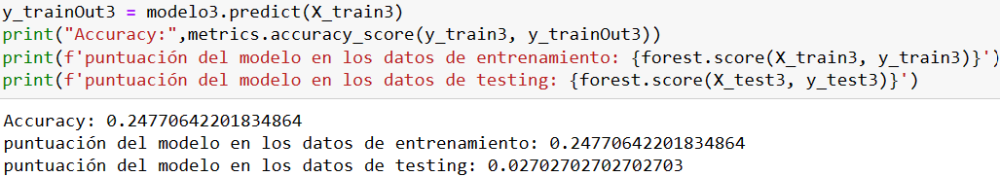 y_trainOut3 = modelo3.predict(X_train3)
print("Accuracy:",metrics.accuracy_score(y_train3, y_trainOut3))
print(f'puntuación del modelo en los datos de entrenamiento: {forest.score(X_train3, y_train3)}')
print(f'puntuación del modelo en los datos de testing: {forest.score(X_test3, y_test3)}')
Accuracy: 0.24770642201834864
puntuación del modelo en los datos de entrenamiento: 0.24770642201834864
puntuación del modelo en los datos de testing: 0.02702702702702703